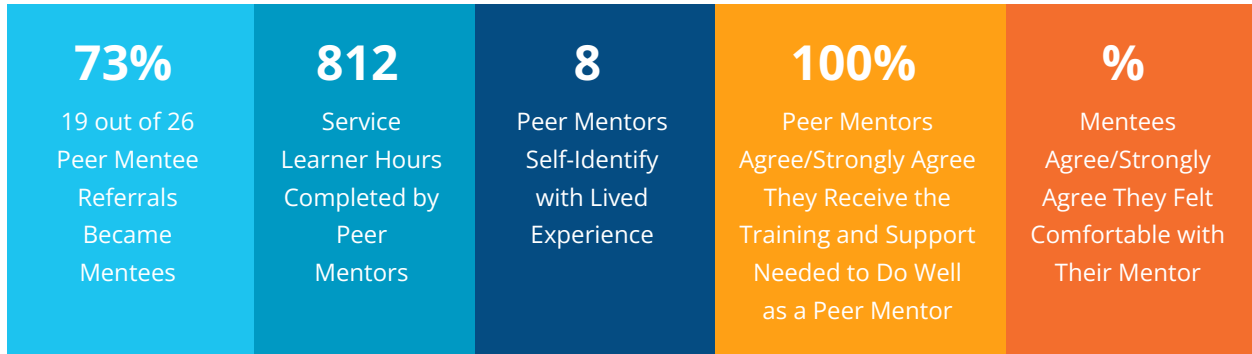 73%
19 out of 26
Peer Mentee
Referrals
Became
Mentees
812
Service
Learner Hours
Completed by
Peer
Mentors
8
Peer Mentors
Self-Identify
with Lived
Experience
100%
Peer Mentors
Agree/Strongly Agree
They Receive the
Training and Support
Needed to Do Well
as a Peer Mentor
%
Mentees
Agree/Strongly
Agree They Felt
Comfortable with
Their Mentor